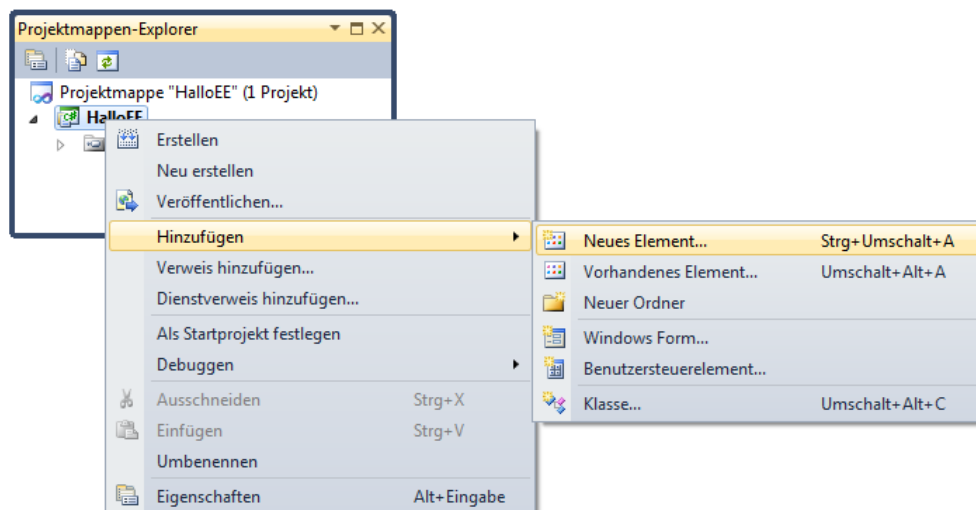 Projektmappen-Explorer
Projektmappe "HalloEE" (1 Projekt)
HalloEE
Erstellen
Neu erstellen
Veröffentlichen...
Hinzufügen
Verweis hinzufügen...
Dienstverweis hinzufügen...
Als Startprojekt festlegen
Debuggen
Ausschneiden Strg+X
Einfügen Strg+V
Umbenennen
Eigenschaften Alt+Eingabe
Neues Element... Strg+Umschalt+A
Vorhandenes Element... Umschalt+Alt+A
Neuer Ordner
Windows Form...
Benutzersteuerelement...
Klasse... Umschalt+Alt+C